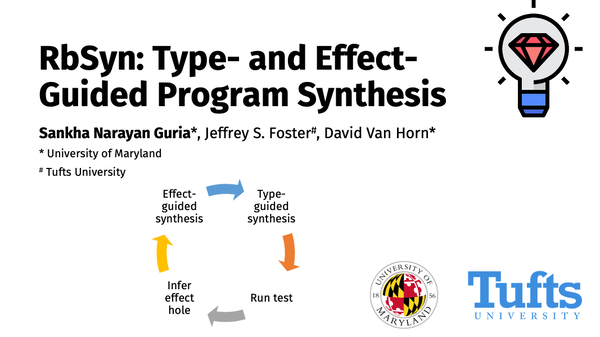 RbSyn: Type- and Effect-
Guided Program Synthesis
Sankha Narayan Guria*, Jeffrey S. Foster#, David Van Horn*
* University of Maryland
# Tufts University
Effect-
guided
synthesis
Type-
guided
synthesis
Infer
effect
hole
Run test
UNIVERSITY OF
18 56
MARYLAND
Tufts
UNIVERSITY